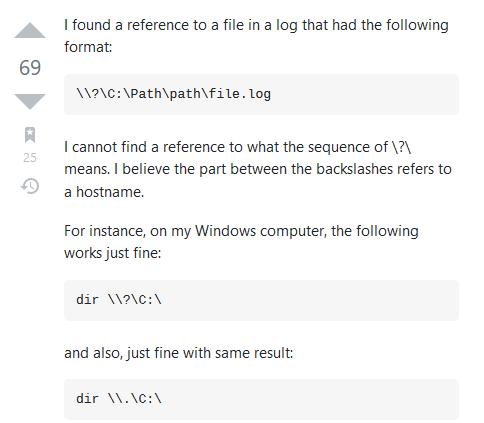 I found a reference to a file in a log that had the following
format:
69
\\?\C:\Path\path\file.log
I cannot find a reference to what the sequence of \?\
25
means. I believe the part between the backslashes refers to
a hostname.
For instance, on my Windows computer, the following
works just fine:
dir \\?\C:\
and also, just fine with same result:
dir \\.\C:\